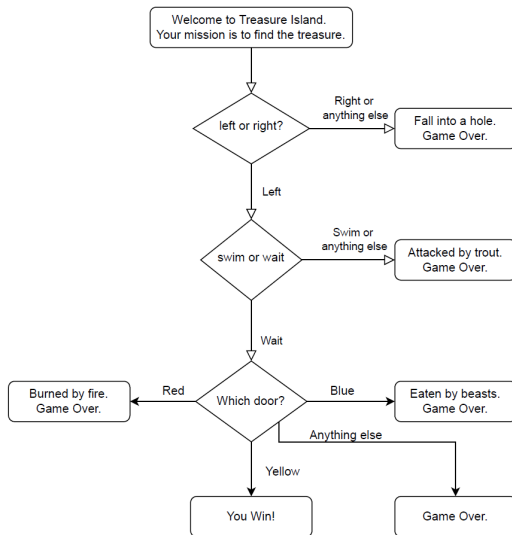 Welcome to Treasure Island.
Your mission is to find the treasure.
left or right?
Right or
anything else
Fall into a hole.
Game Over.
Left
swim or wait
Swim or
anything else
Attacked by trout.
Game Over.
Wait
Burned by fire.
Game Over.
Red
Which door?
Blue
Eaten by beasts.
Game Over.
Anything else
Yellow
You Win!
Game Over.